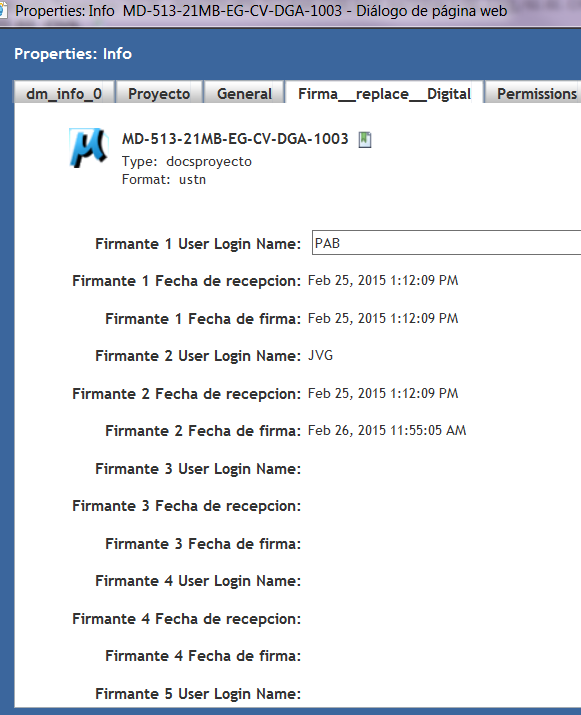 Properties: Info MD-513-21MB-EG-CV-DGA-1003 - Diálogo de página web
Properties: Info
dm_info_0 Proyecto General Firma__replace__Digital Permissions
MD-513-21MB-EG-CV-DGA-1003
Type: docsproyecto
Format: ustn
Firmante 1 User Login Name: PAB
Firmante 1 Fecha de recepcion: Feb 25, 2015 1:12:09 PM
Firmante 1 Fecha de firma: Feb 25, 2015 1:12:09 PM
Firmante 2 User Login Name: JVG
Firmante 2 Fecha de recepcion: Feb 25, 2015 1:12:09 PM
Firmante 2 Fecha de firma: Feb 26, 2015 11:55:05 AM
Firmante 3 User Login Name:
Firmante 3 Fecha de recepcion:
Firmante 3 Fecha de firma:
Firmante 4 User Login Name:
Firmante 4 Fecha de recepcion:
Firmante 4 Fecha de firma:
Firmante 5 User Login Name: